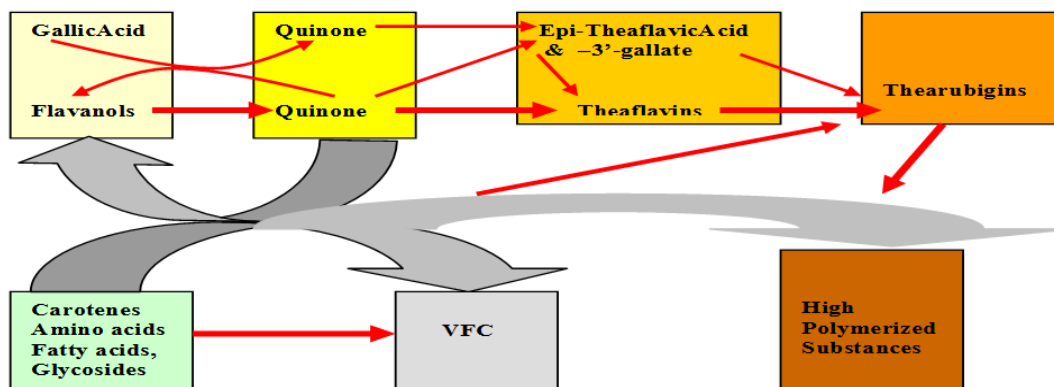 GallicAcid
Flavanols
Quinone
Quinone
Epi-TheaflavicAcid
& –3’-gallate
Theaflavins
Thearubigins
Carotenes
Amino acids
Fatty acids,
Glycosides
VFC
High
Polymerized
Substances